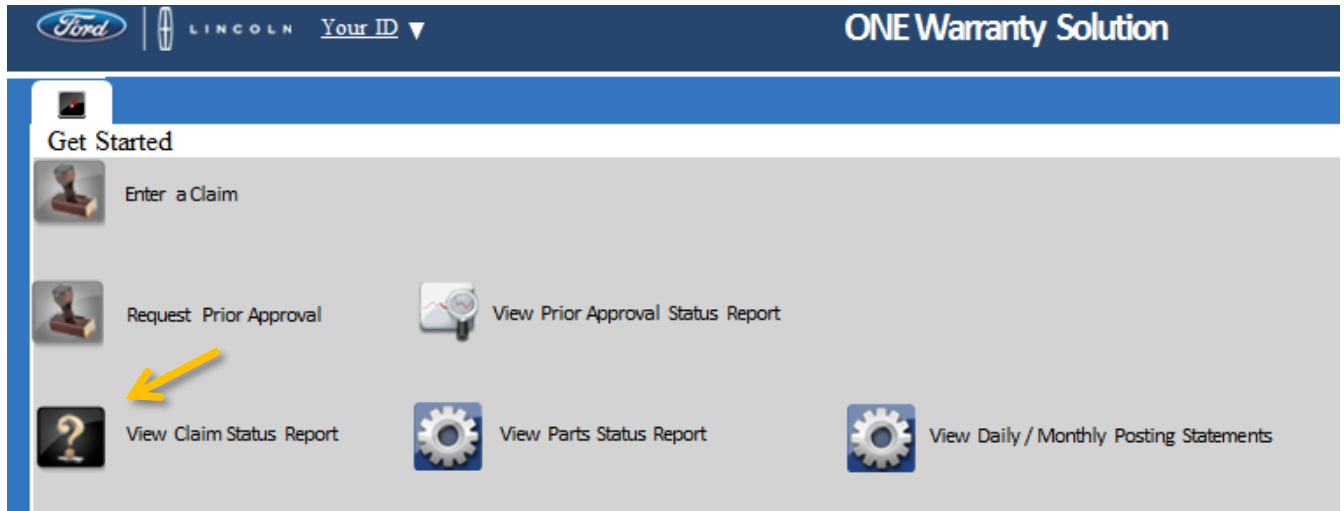 Ford LINCOLN Your ID ▼ ONE Warranty Solution
Get Started
Enter a Claim
Request Prior Approval View Prior Approval Status Report
View Claim Status Report View Parts Status Report View Daily / Monthly Posting Statements